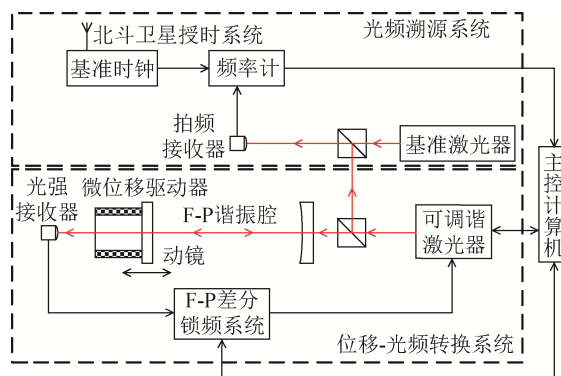 北斗卫星授时系统
光频溯源系统
基准时钟
频率计
拍频
接收器
基准激光器
主控计算机
光强
接收器
微位移驱动器
F-P谐振腔
可调谐
激光器
动镜
F-P差分
锁频系统
位移-光频转换系统